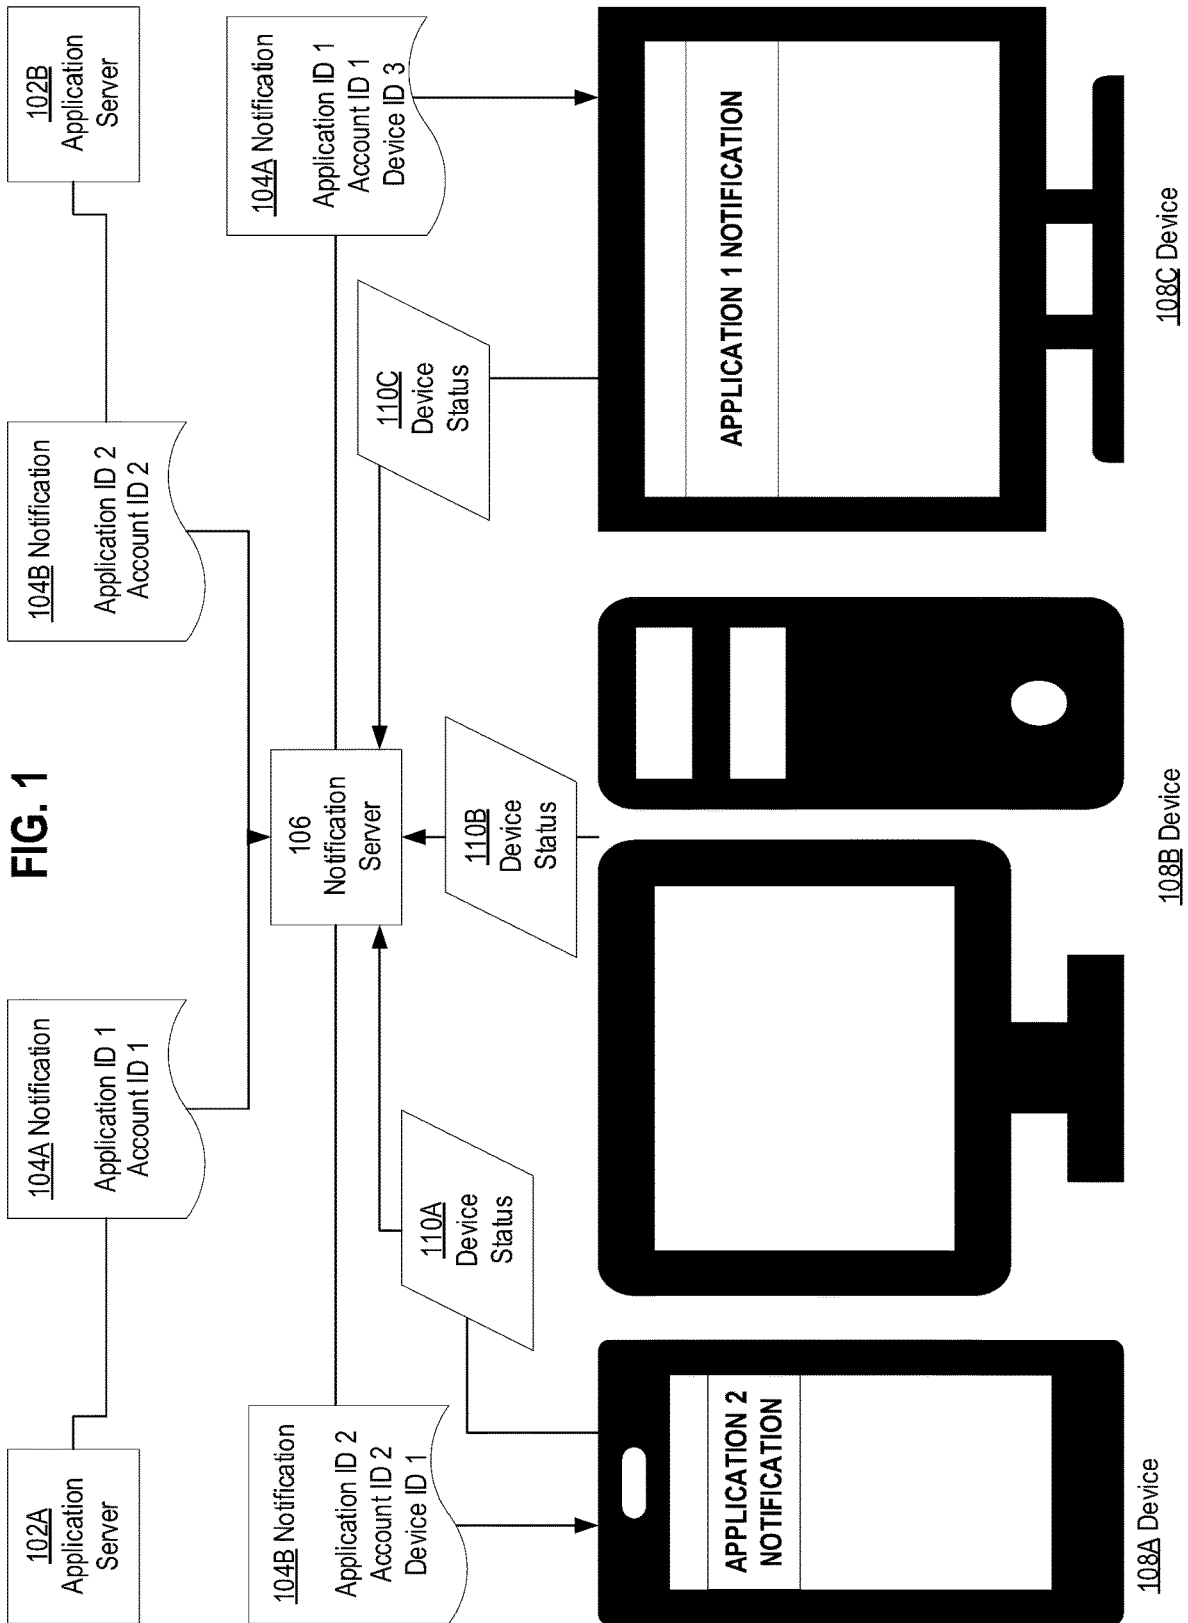 FIG. 1
102A
Application
Server
104A Notification
Application ID 1
Account ID 1
104B Notification
Application ID 2
Account ID 2
102B
Application
Server
104B Notification
Application ID 2
Account ID 2
Device ID 1
106
Notification
Server
104A Notification
Application ID 1
Account ID 1
Device ID 3
110A
Device
Status
110B
Device
Status
110C
Device
Status
APPLICATION 2
NOTIFICATION
APPLICATION 1 NOTIFICATION
108A Device
108B Device
108C Device